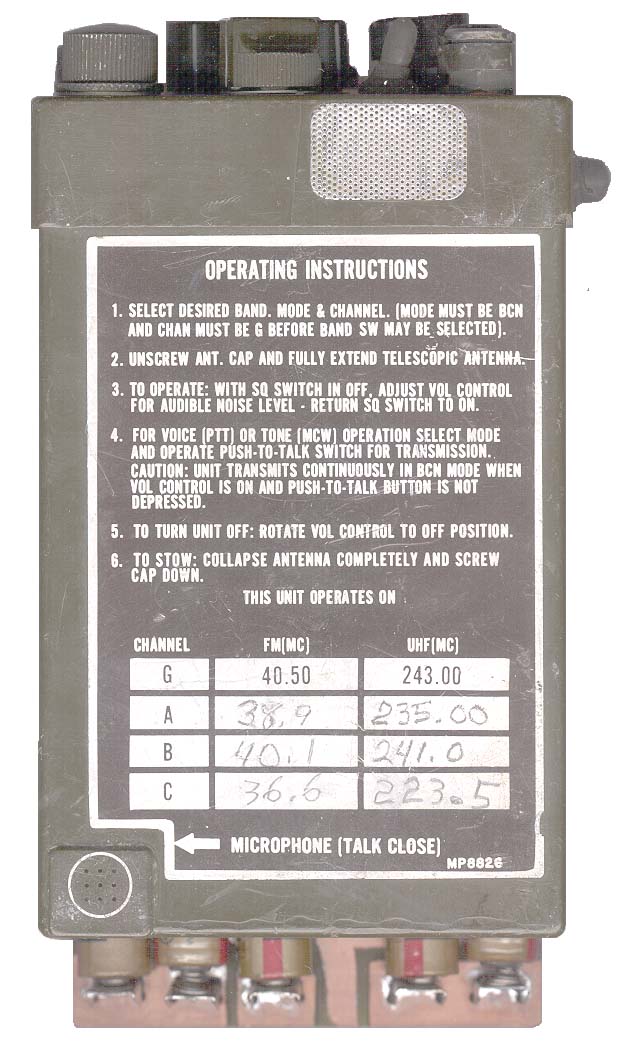 OPERATING INSTRUCTIONS
1. SELECT DESIRED BAND. MODE & CHANNEL. (MODE MUST BE BCN
AND CHAN MUST BE G BEFORE BAND SW MAY BE SELECTED).
2. UNSCREW ANT. CAP AND FULLY EXTEND TELESCOPIC ANTENNA.
3. TO OPERATE: WITH SQ SWITCH IN OFF, ADJUST VOL CONTROL
FOR AUDIBLE NOISE LEVEL - RETURN SQ SWITCH TO ON.
4. FOR VOICE (PTT) OR TONE (MCW) OPERATION SELECT MODE
AND OPERATE PUSH-TO-TALK SWITCH FOR TRANSMISSION.
CAUTION: UNIT TRANSMITS CONTINUOUSLY IN BCN MODE WHEN
VOL CONTROL IS ON AND PUSH-TO-TALK BUTTON IS NOT
DEPRESSED.
5. TO TURN UNIT OFF: ROTATE VOL CONTROL TO OFF POSITION.
6. TO STOW: COLLAPSE ANTENNA COMPLETELY AND SCREW
CAP DOWN.
THIS UNIT OPERATES ON
CHANNEL FM(MC) UHF(MC)
G 40.50 243.00
A 38.9 235.00
B 40.1 241.0
C 36.6 223.5
MICROPHONE (TALK CLOSE)
MP8826